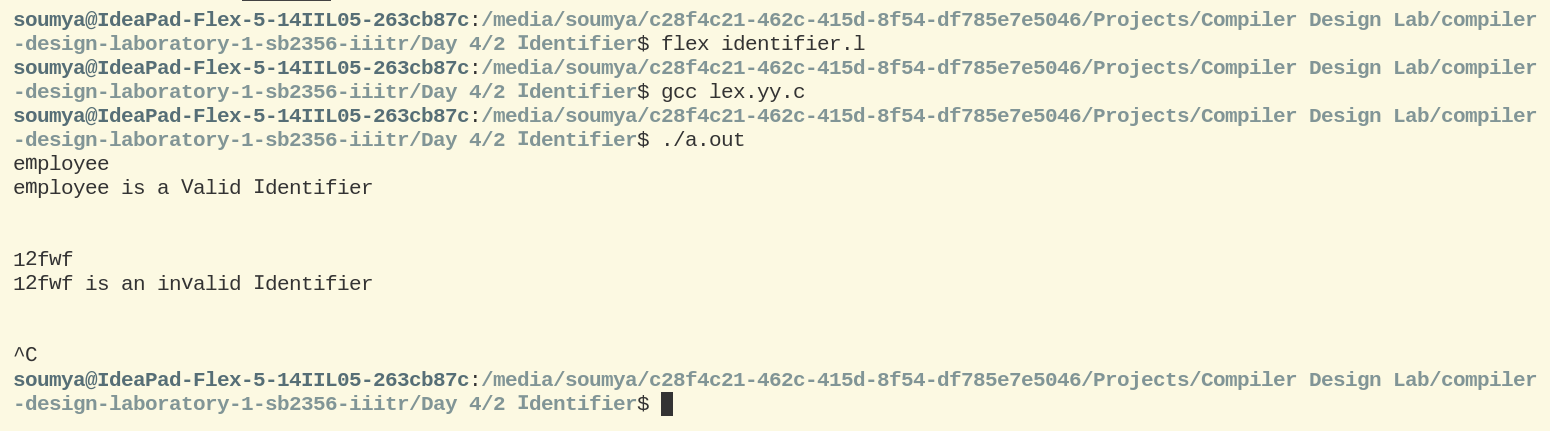 soumya@IdeaPad-Flex-5-14IIL05-263cb87c:/media/soumya/c28f4c21-462c-415d-8f54-df785e7e5046/Projects/Compiler Design Lab/compiler
-design-laboratory-1-sb2356-iiitr/Day 4/2 Identifier$ flex identifier.l
soumya@IdeaPad-Flex-5-14IIL05-263cb87c:/media/soumya/c28f4c21-462c-415d-8f54-df785e7e5046/Projects/Compiler Design Lab/compiler
-design-laboratory-1-sb2356-iiitr/Day 4/2 Identifier$ gcc lex.yy.c
soumya@IdeaPad-Flex-5-14IIL05-263cb87c:/media/soumya/c28f4c21-462c-415d-8f54-df785e7e5046/Projects/Compiler Design Lab/compiler
-design-laboratory-1-sb2356-iiitr/Day 4/2 Identifier$ ./a.out
employee
employee is a Valid Identifier
12fwf
12fwf is an invalid Identifier
^C
soumya@IdeaPad-Flex-5-14IIL05-263cb87c:/media/soumya/c28f4c21-462c-415d-8f54-df785e7e5046/Projects/Compiler Design Lab/compiler
-design-laboratory-1-sb2356-iiitr/Day 4/2 Identifier$